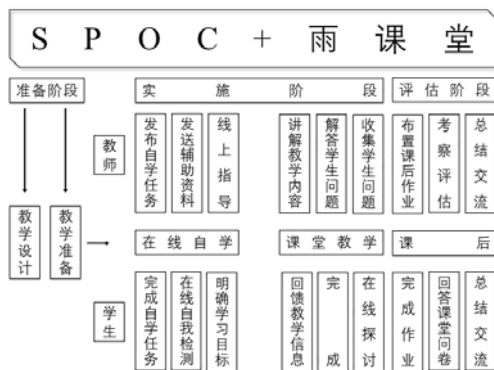 SPOC+雨课堂
准备阶段
实施阶段
评估阶段
教师
发布自学任务
发送辅助资料
线上指导
讲解教学内容
解答学生问题
收集学生问题
布置课后作业
考察评估
总结交流
教学设计
教学准备
在线自学
课堂教学
课后
学生
完成自学任务
在线自我检测
明确学习目标
回馈教学信息
完成
在线探讨
完成作业
回答课堂问卷
总结交流